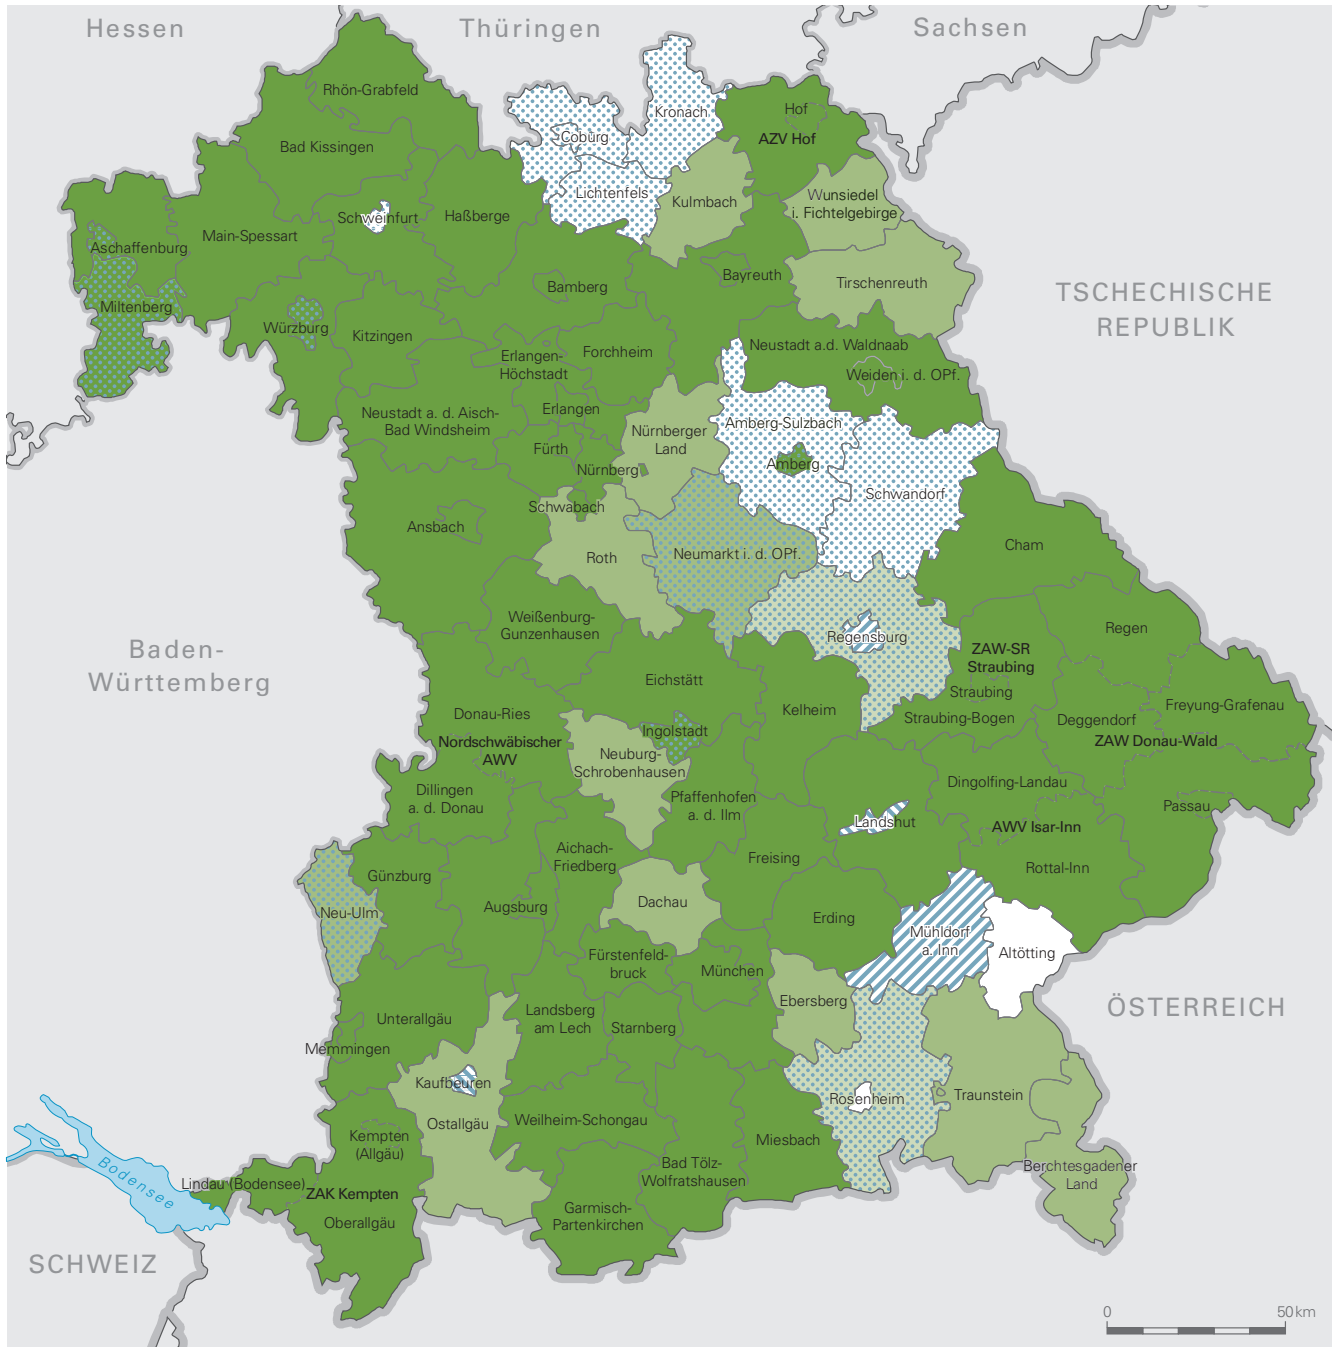 Hessen
Thüringen
Sachsen
Rhön-Grabfeld
Kronach
Hof
Coburg
AZV Hof
Bad Kissingen
Lichtenfels
Wunsiedel
i. Fichtelgebirge
Kulmbach
Schweinfurt
Haßberge
Main-Spessart
Aschaffenburg
Bayreuth
Tirschenreuth
Bamberg
TSCHECHISCHE
REPUBLIK
Miltenberg
Würzburg
Kitzingen
Neustadt a.d. Waldnaab
Forchheim
Erlangen-
Höchstadt
Weiden i. d. OPf.
Neustadt a. d. Aisch-
Bad Windsheim
Erlangen
Amberg-Sulzbach
Nürnberger
Land
Fürth
Amberg
Nürnberg
Schwandorf
Schwabach
Ansbach
Cham
Roth
Neumarkt i. d. OPf.
Weißenburg-
Gunzenhausen
Regen
Regensburg
Baden-
Württemberg
ZAW-SR
Straubing
Eichstätt
Straubing
Freyung-Grafenau
Kelheim
Donau-Ries
Straubing-Bogen
Deggendorf
Ingolstadt
Nordschwäbischer
AWV
ZAW Donau-Wald
Neuburg-
Schrobenhausen
Dingolfing-Landau
Dillingen
a. d. Donau
Pfaffenhofen
a. d. Ilm
Passau
Landshut
AWV Isar-Inn
Aichach-
Friedberg
Freising
Rottal-Inn
Günzburg
Dachau
Augsburg
Neu-Ulm
Erding
Mühldorf
a. Inn
Altötting
Fürstenfeld-
bruck
München
Ebersberg
ÖSTERREICH
Landsberg
am Lech
Unterallgäu
Starnberg
Memmingen
Kaufbeuren
Rosenheim
Traunstein
Ostallgäu
Weilheim-Schongau
Kempten
(Allgäu)
Miesbach
Bad Tölz-
Wolfratshausen
Berchtesgadener
Land
Bodensee
Lindau (Bodensee)
ZAK Kempten
Oberallgäu
Garmisch-
Partenkirchen
SCHWEIZ
0 50 km